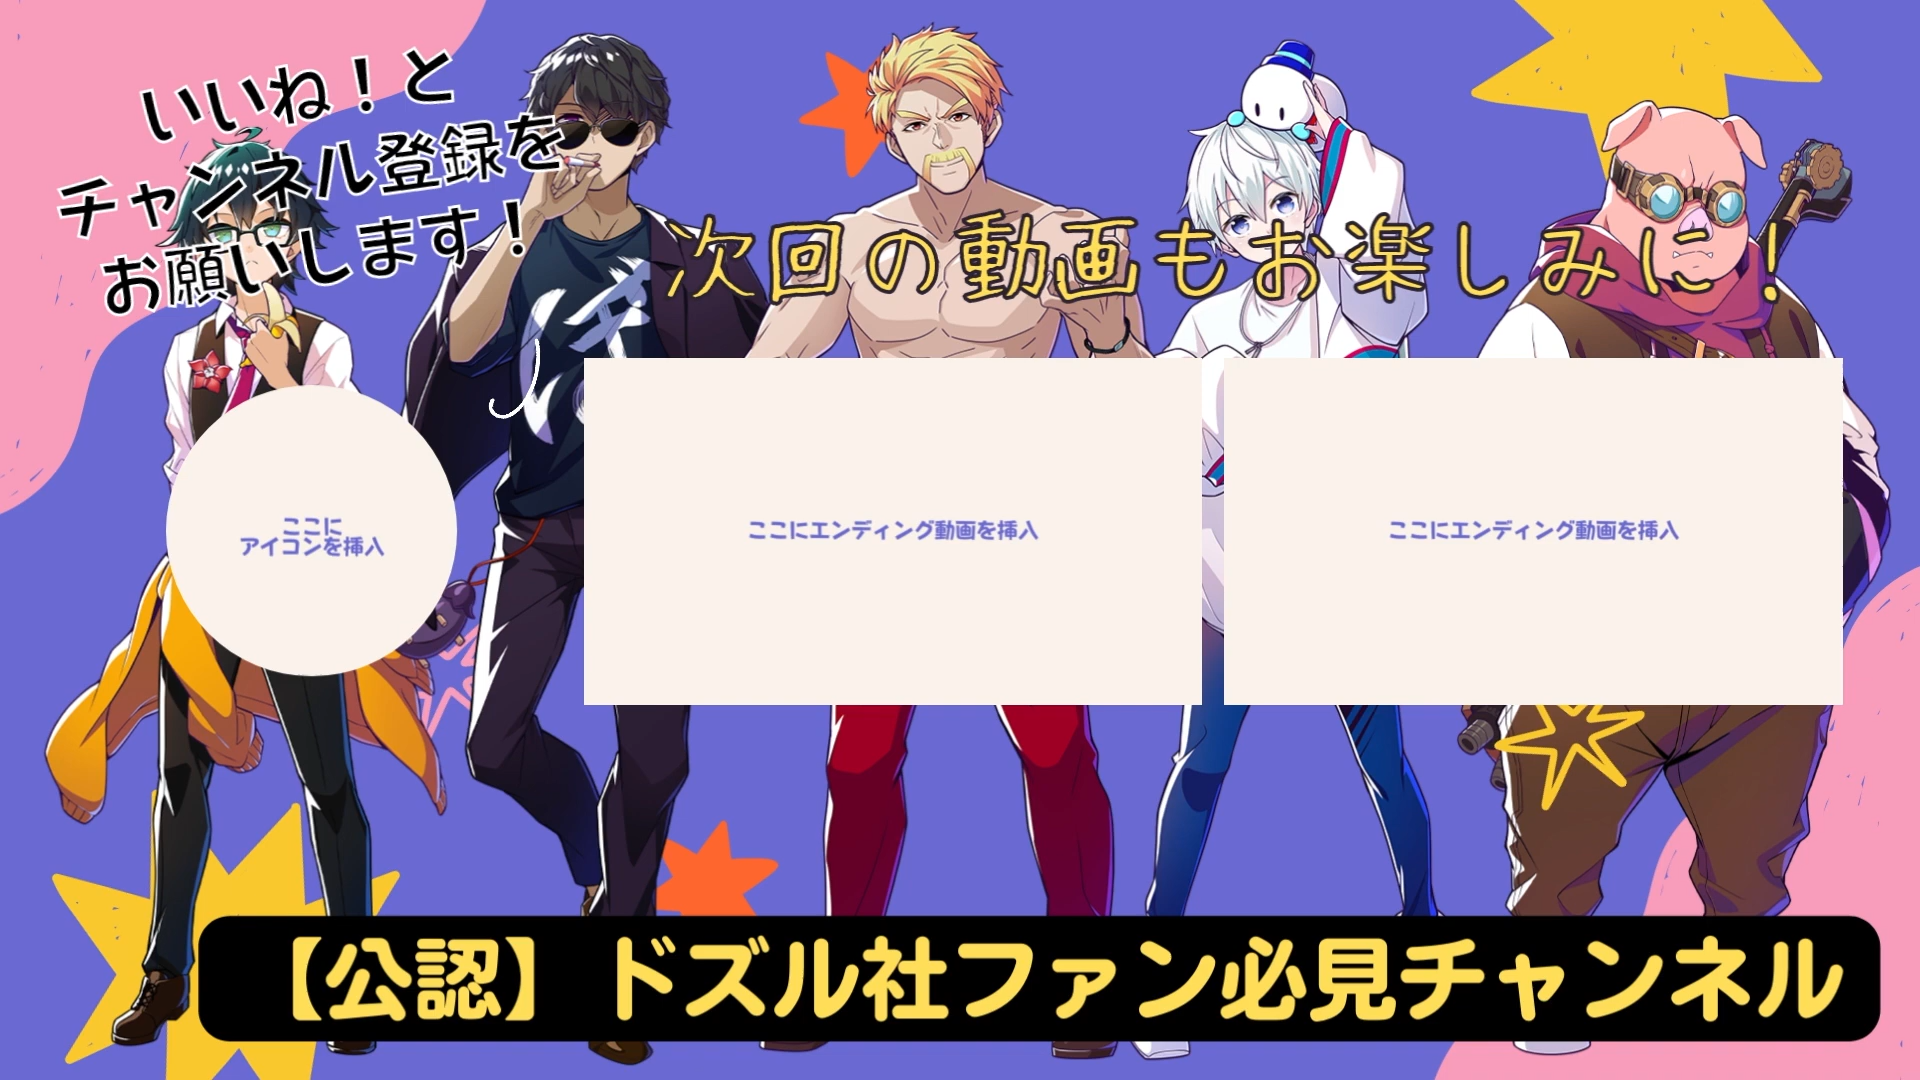 いいね！と
チャンネル登録を
お願いします！
次回の動画もお楽しみに！
ここに
アイコンを挿入
ここにエンディング動画を挿入
ここにエンディング動画を挿入
【公認】ドズル社ファン必見チャンネル